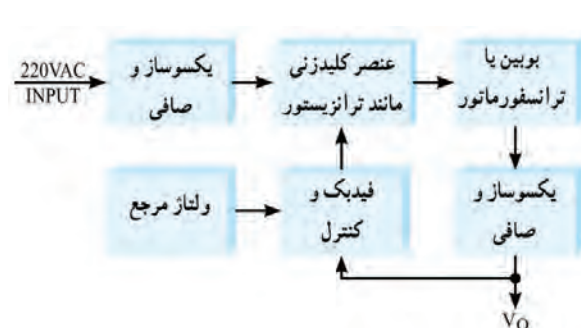 220VAC
INPUT
یکسوساز و
صافی
عنصر کلیدزنی
مانند ترانزیستور
بوبین یا
ترانسفورماتور
ولتاژ مرجع
فیدبک و
کنترل
یکسوساز و
صافی
VO